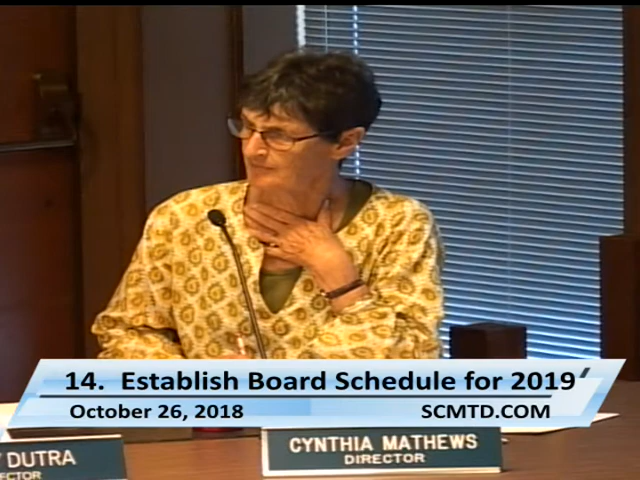 14. Establish Board Schedule for 2019
October 26, 2018 SCMTD.COM
DUTRA
CYNTHIA MATHEWS
DIRECTOR